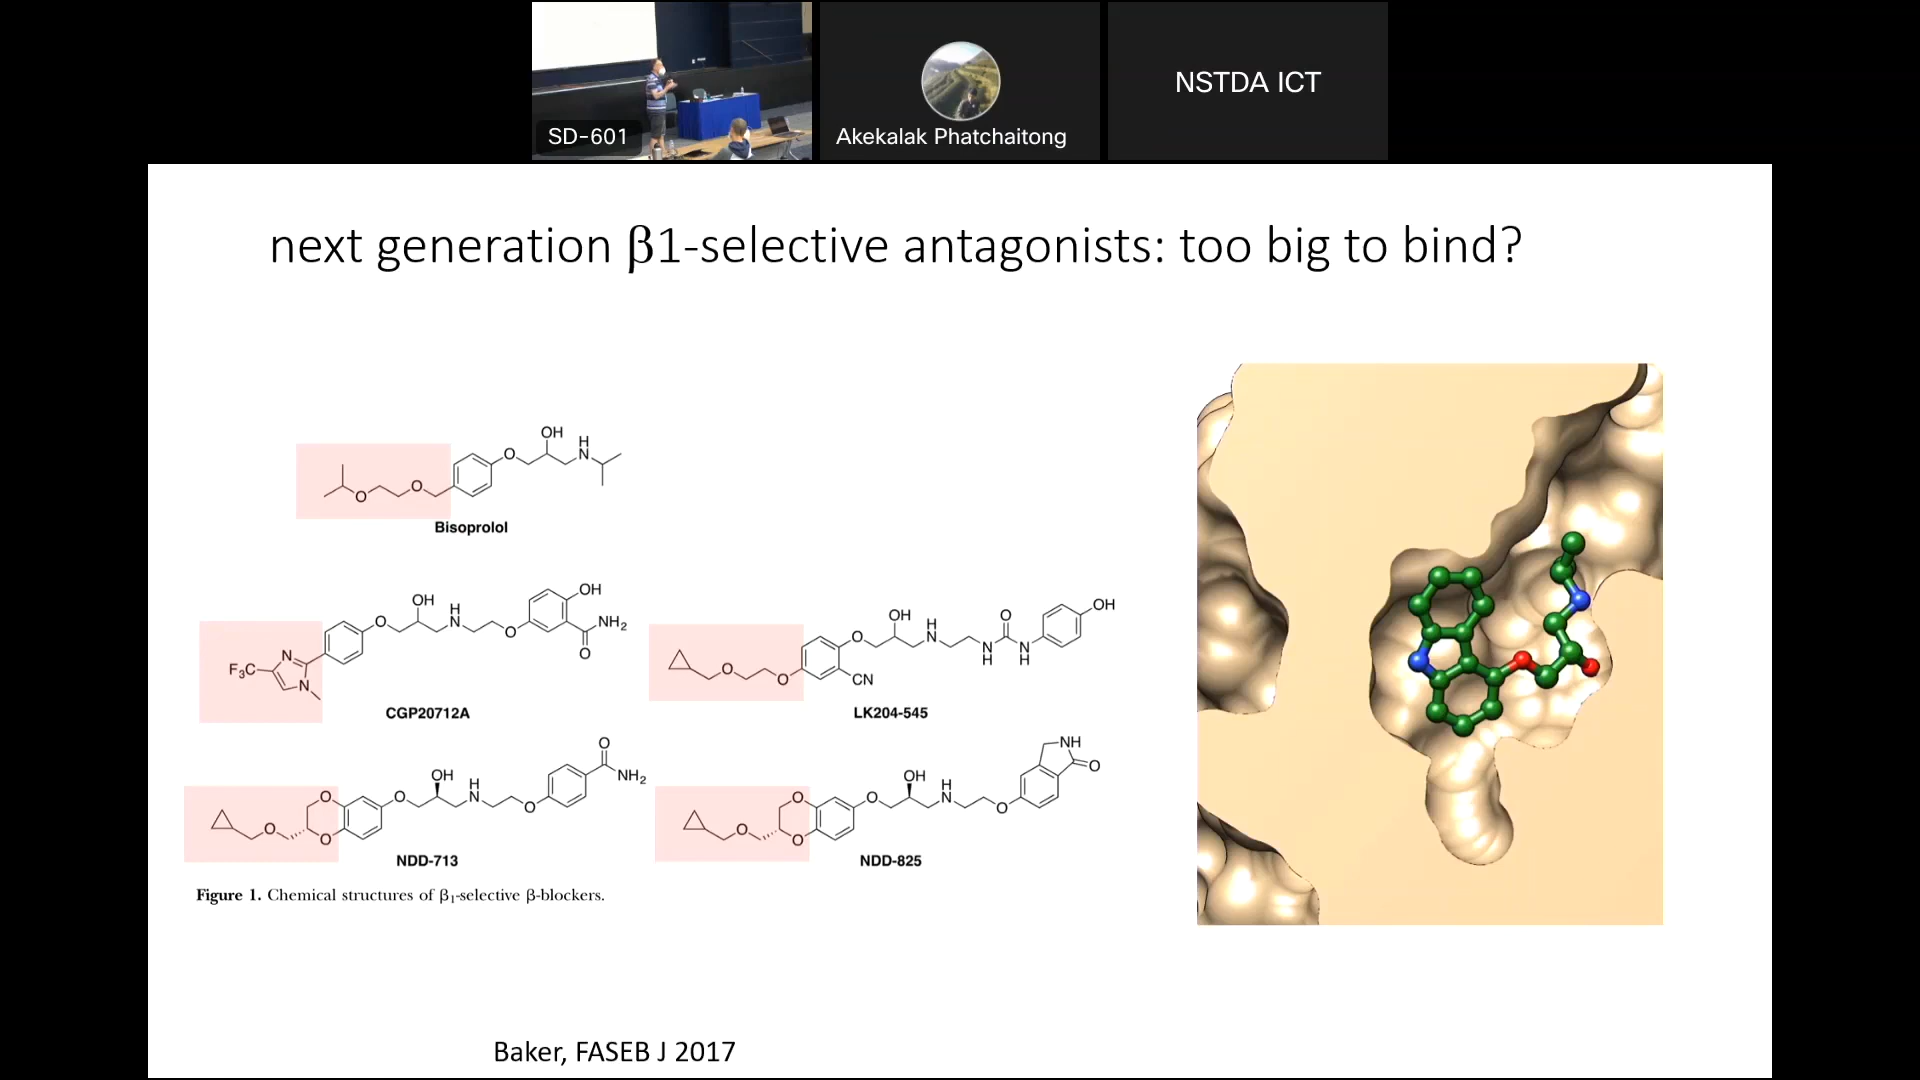 SD-601
Akekalak Phatchaitong
NSTDA ICT
next generation β1-selective antagonists: too big to bind?
OH
H
O
N
O
O
Bisoprolol
OH
OH
H
O
N
NH2
O
N
F3C
O
N
CGP20712A
OH
OH
O
H
O
N
N
N
H
H
O
O
CN
LK204-545
O
OH
H
NH2
O
O
N
O
O
O
NDD-713
NH
OH
O
H
O
O
N
O
O
O
NDD-825
Figure 1. Chemical structures of β1-selective β-blockers.
Baker, FASEB J 2017